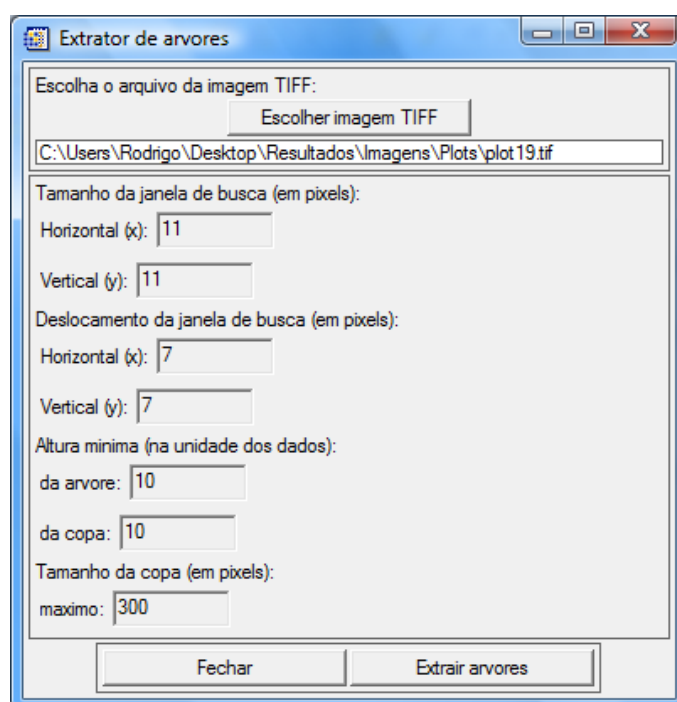 Extrator de arvores
Escolha o arquivo da imagem TIFF:
Escolher imagem TIFF
C:\Users\Rodrigo\Desktop\Resultados\Imagens\Plots\plot19.tif
Tamanho da janela de busca (em pixels):
Horizontal (x): 11
Vertical (y): 11
Deslocamento da janela de busca (em pixels):
Horizontal (x): 7
Vertical (y): 7
Altura minima (na unidade dos dados):
da arvore: 10
da copa: 10
Tamanho da copa (em pixels):
maximo: 300
Fechar Extrair arvores